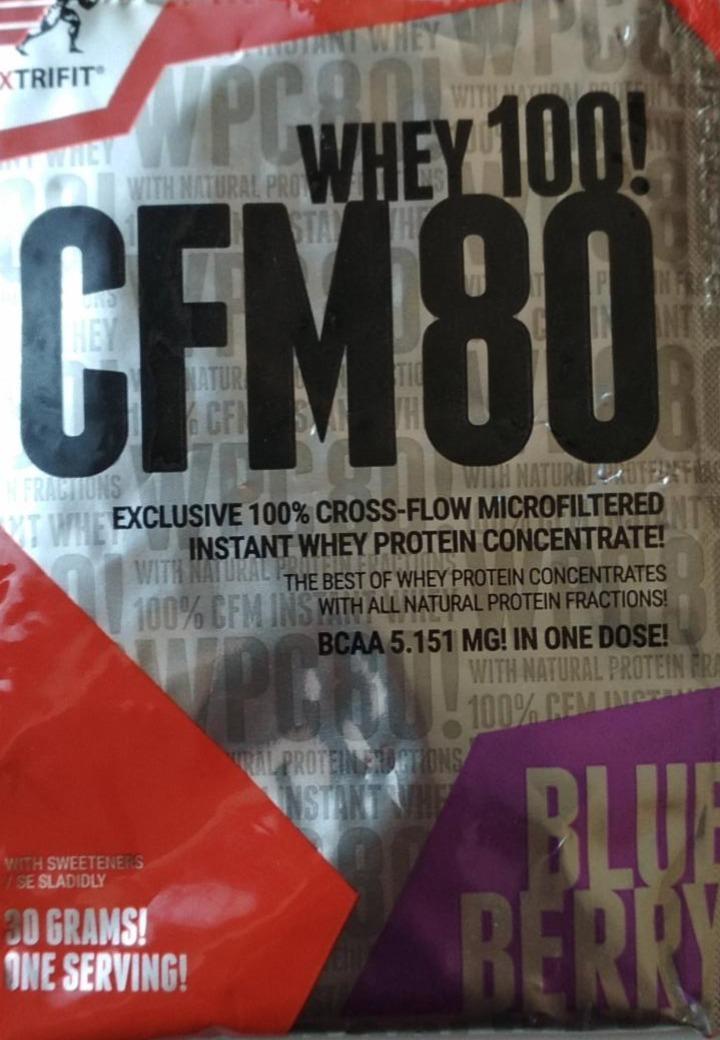 XTRIFIT®
WHEY 100!
CFM80
EXCLUSIVE 100% CROSS-FLOW MICROFILTERED
INSTANT WHEY PROTEIN CONCENTRATE!
THE BEST OF WHEY PROTEIN CONCENTRATES
WITH ALL NATURAL PROTEIN FRACTIONS!
BCAA 5.151 MG! IN ONE DOSE!
WITH SWEETENERS
/ SE SLADIDLY
30 GRAMS!
ONE SERVING!
BLUE
BERRY